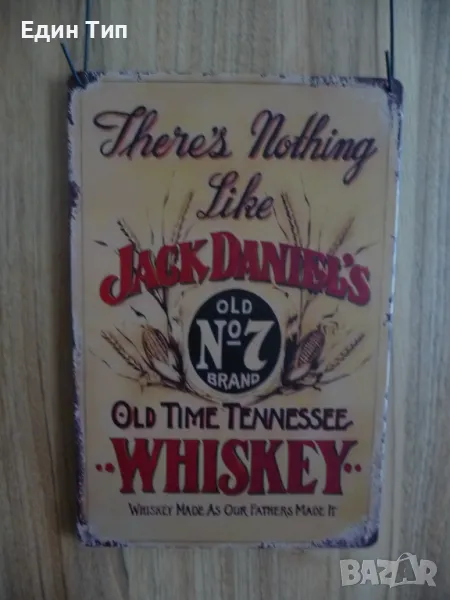 Един Тип
There's Nothing
Like
JACK DANIEL'S
OLD
No7
BRAND
OLD TIME TENNESSEE
WHISKEY
WHISKEY MADE AS OUR FATHERS MADE IT
BAZAR